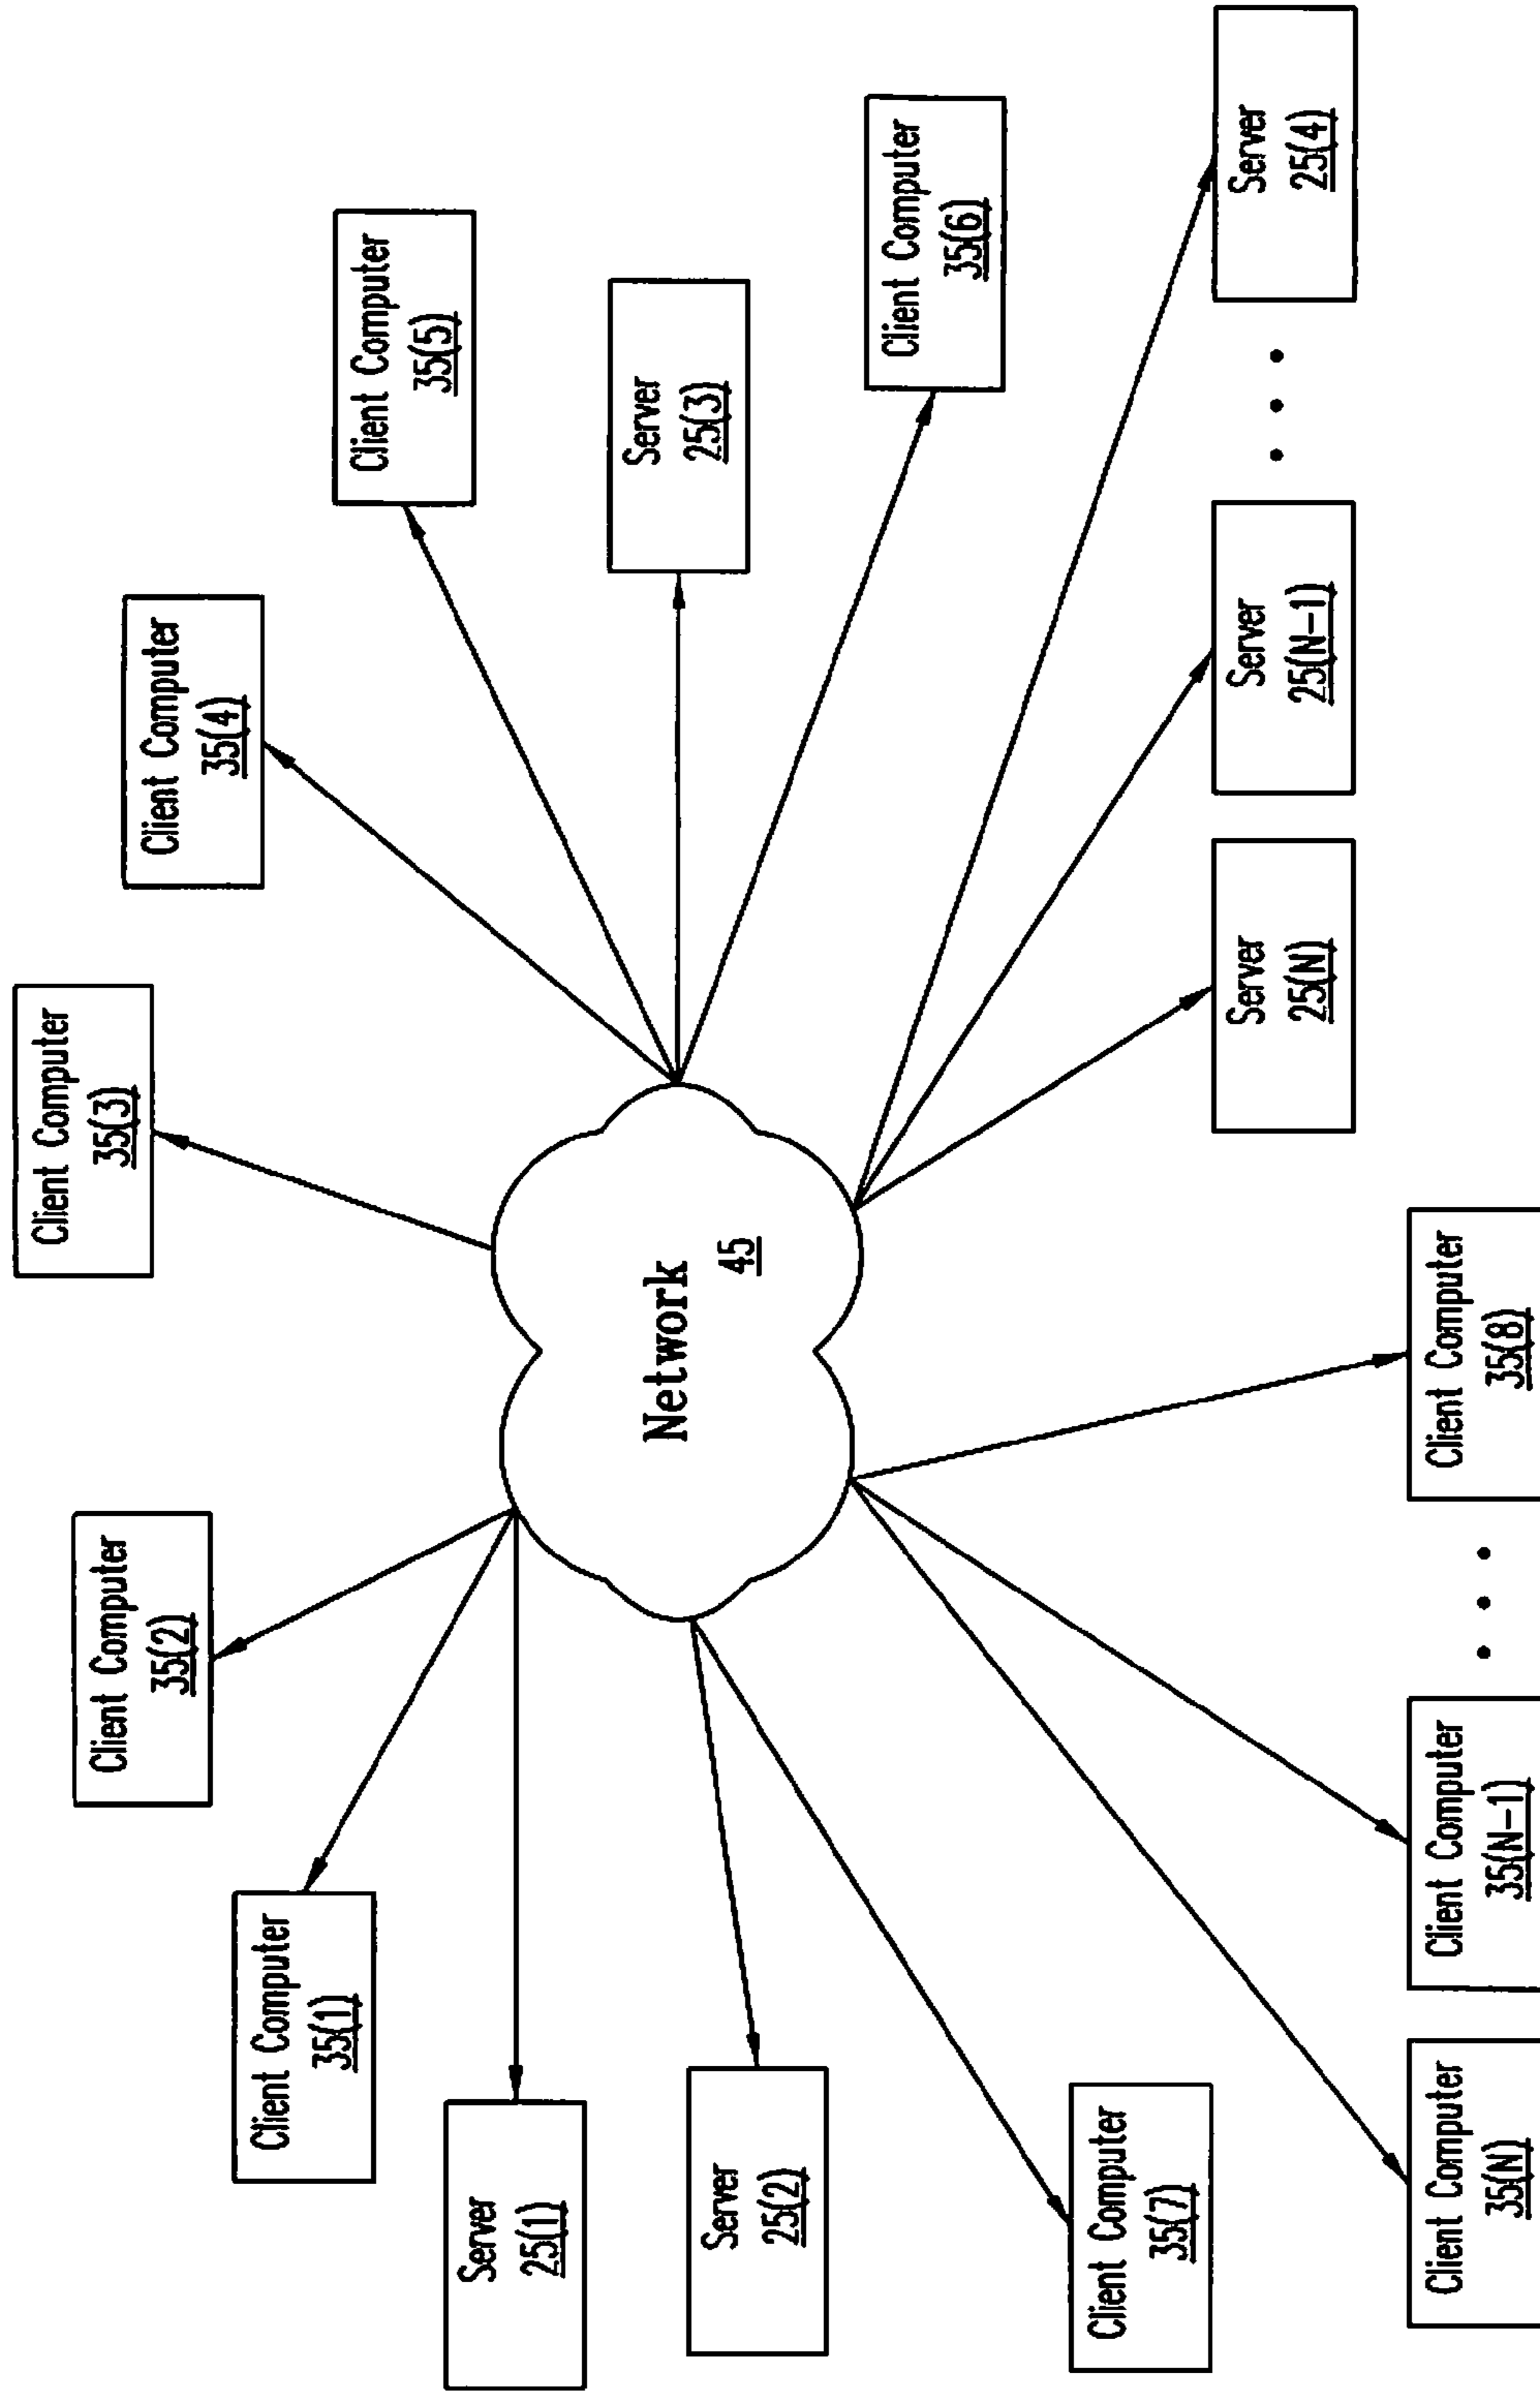 Client Computer
35(3)
Client Computer
35(2)
Client Computer
35(4)
Client Computer
35(1)
Client Computer
35(5)
Server
25(1)
Server
25(3)
Network
45
Server
25(2)
Client Computer
35(6)
Client Computer
35(7)
Server
25(N)
Server
25(N-1)
Server
25(4)
Client Computer
35(N)
Client Computer
35(N-1)
Client Computer
35(8)